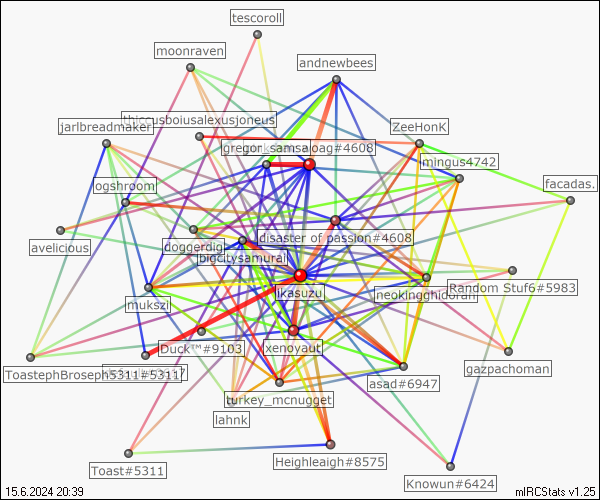 tescoroll
moonraven
andnewbees
thiccusboiusalexusjoneus
jarlbreadmaker
ZeeHonK
gregor_samsa
oag#4608
mingus4742
ogshroom
facadas.
avelicious
doggerdig
disaster of passion#4608
bigcitysamurai
mukszi
ikasuzu
neokingghidorah
Random Stuf6#5983
ToastephBroseph5311#5311
Duck™#9103
xenoyaut
gazpachoman
asad#6947
turkey_mcnugget
lahnk
Toast#5311
Heighleaigh#8575
Knowun#6424
15.6.2024 20:39
mIRCStats v1.25